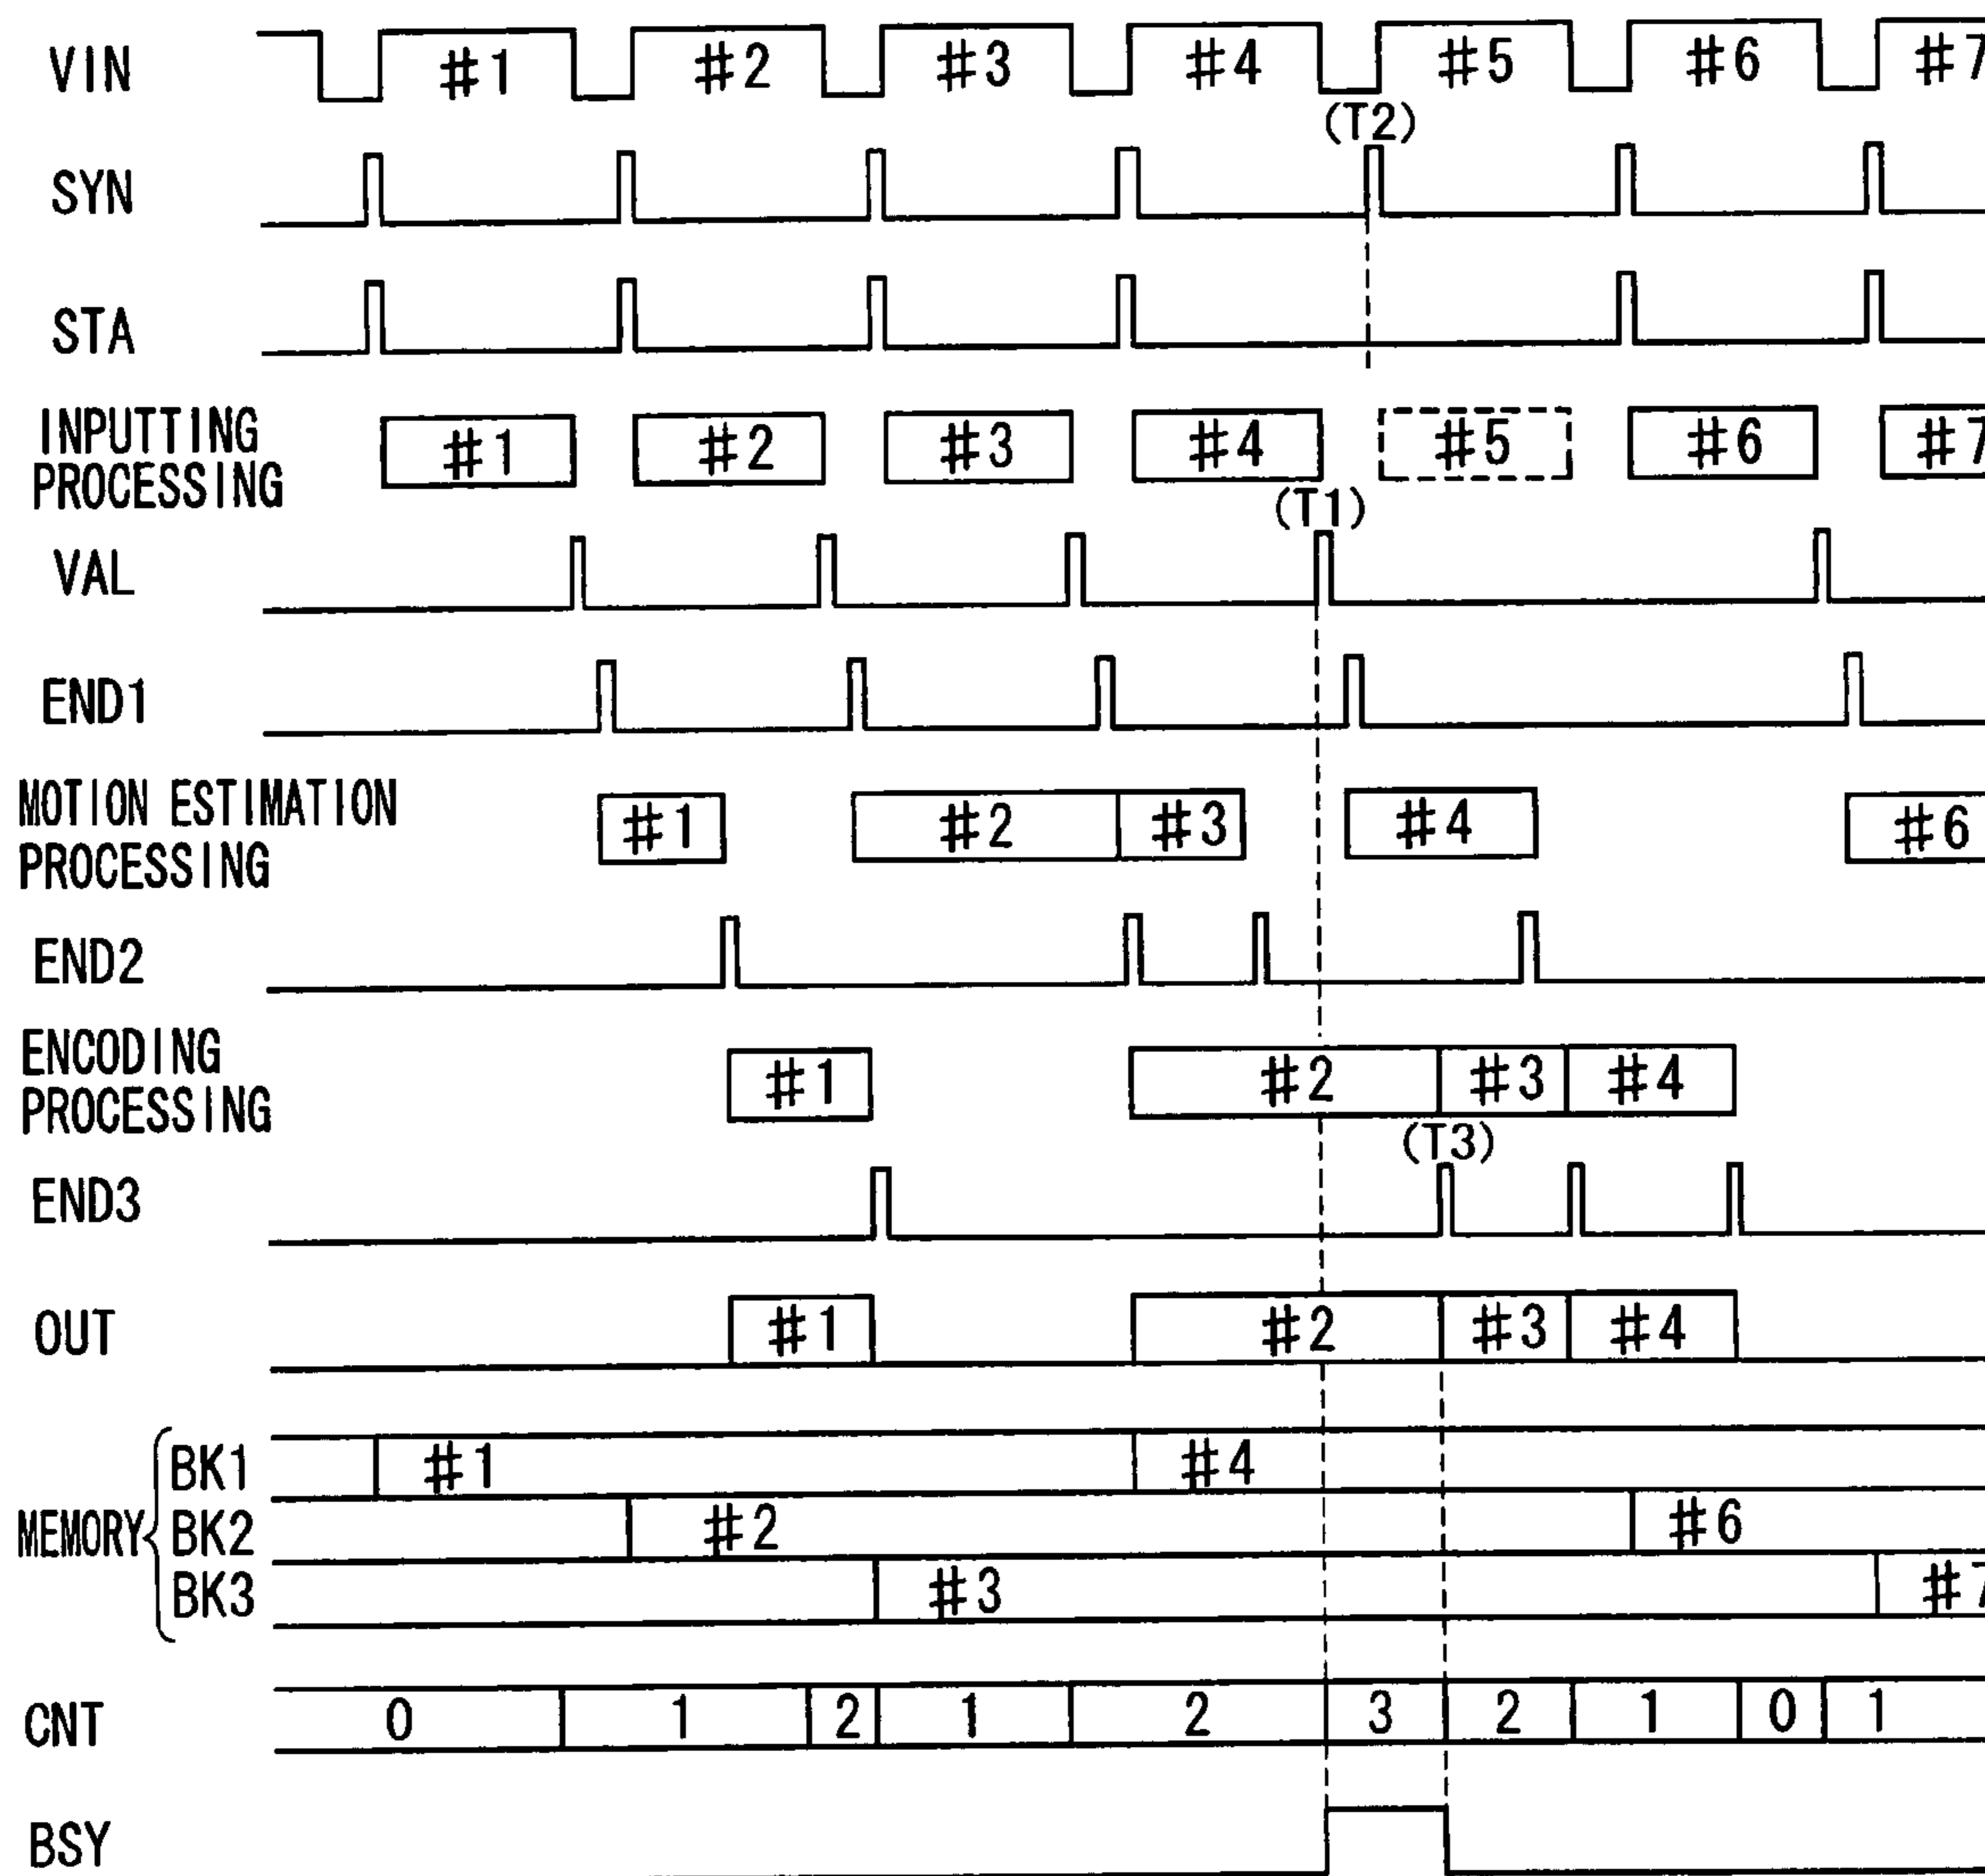 VIN #1 #2 #3 #4 #5 #6 #7
(T2)
SYN
STA
INPUTTING
PROCESSING
#1 #2 #3 #4 #5 #6 #7
(T1)
VAL
END1
MOTION ESTIMATION
PROCESSING
#1 #2 #3 #4 #6
END2
ENCODING
PROCESSING
#1 #2 #3 #4
(T3)
END3
OUT #1 #2 #3 #4
MEMORY
BK1 #1 #4
BK2 #2 #6
BK3 #3 #7
CNT 0 1 2 1 2 3 2 1 0 1
BSY